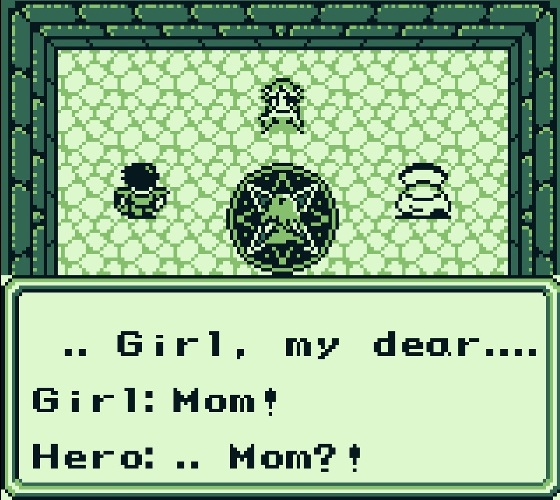 .. Girl, my dear....
Girl: Mom!
Hero: .. Mom?!